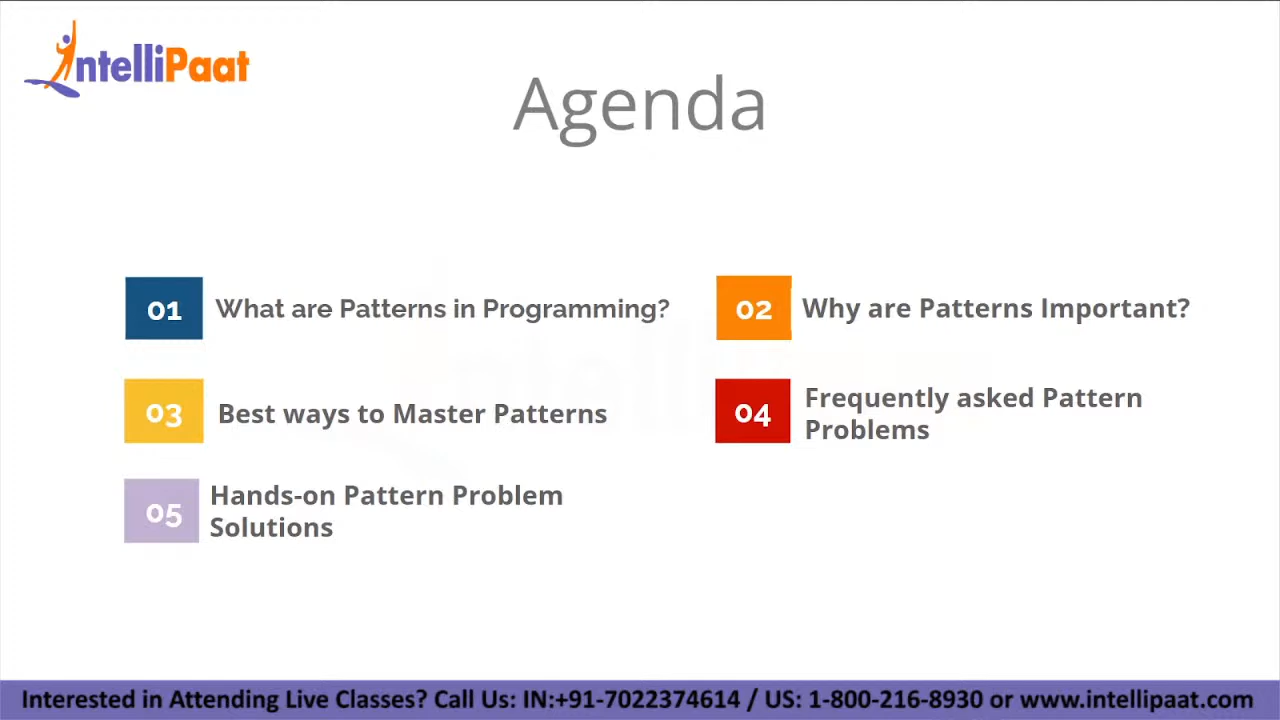 IntelliPaat
Agenda
01 What are Patterns in Programming?
02 Why are Patterns Important?
03 Best ways to Master Patterns
04 Frequently asked Pattern
Problems
05 Hands-on Pattern Problem
Solutions
Interested in Attending Live Classes? Call Us: IN:+91-7022374614 / US: 1-800-216-8930 or www.intellipaat.com